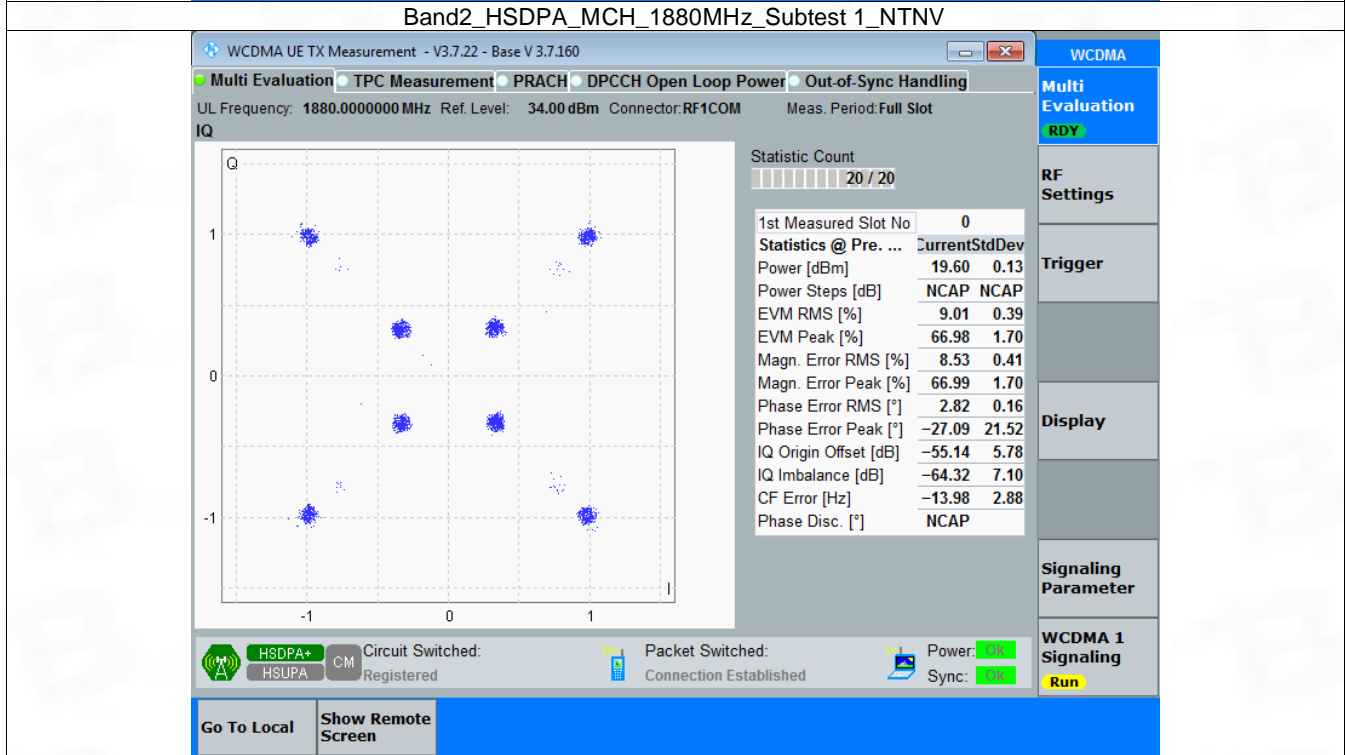 Band2_HSDPA_MCH_1880MHz_Subtest 1_NTNV
WCDMA UE TX Measurement - V3.7.22 - Base V 3.7.160
WCDMA
Multi Evaluation TPC Measurement PRACH DPCCH Open Loop Power Out-of-Sync Handling
Multi
Evaluation
RDY
UL Frequency: 1880.0000000 MHz Ref. Level: 34.00 dBm Connector: RF1COM Meas. Period: Full Slot
IQ
Q
1
0
-1
-1 0 1
I
Statistic Count
20 / 20
1st Measured Slot No 0
Statistics @ Pre. ... Current StdDev
Power [dBm] 19.60 0.13
Power Steps [dB] NCAP NCAP
EVM RMS [%] 9.01 0.39
EVM Peak [%] 66.98 1.70
Magn. Error RMS [%] 8.53 0.41
Magn. Error Peak [%] 66.99 1.70
Phase Error RMS [°] 2.82 0.16
Phase Error Peak [°] −27.09 21.52
IQ Origin Offset [dB] −55.14 5.78
IQ Imbalance [dB] −64.32 7.10
CF Error [Hz] −13.98 2.88
Phase Disc. [°] NCAP
RF
Settings
Trigger
Display
Signaling
Parameter
WCDMA 1
Signaling
Run
HSDPA+
HSUPA
CM
Circuit Switched:
Registered
Packet Switched:
Connection Established
Power: Ok
Sync: Ok
Go To Local
Show Remote
Screen